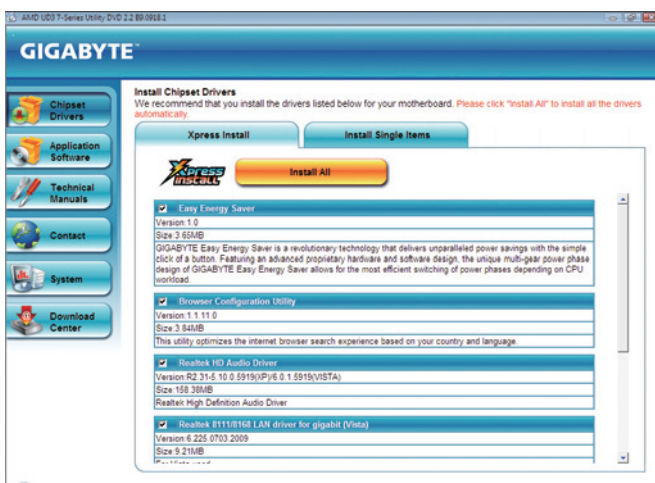 AMD UD3 7-Series Utility DVD 2.2 B9.0918.1
GIGABYTE™
Chipset
Drivers
Application
Software
Technical
Manuals
Contact
System
Download
Center
Install Chipset Drivers
We recommend that you install the drivers listed below for your motherboard. Please click "Install All" to install all the drivers
automatically.
Xpress Install
Install Single Items
Xpress
INSTALL
Install All
Easy Energy Saver
Version:1.0
Size:3.65MB
GIGABYTE Easy Energy Saver is a revolutionary technology that delivers unparalleled power savings with the simple
click of a button. Featuring an advanced proprietary hardware and software design, the unique multi-gear power phase
design of GIGABYTE Easy Energy Saver allows for the most efficient switching of power phases depending on CPU
workload.
Browser Configuration Utility
Version:1.1.11.0
Size:3.84MB
This utility optimizes the internet browser search experience based on your country and language.
Realtek HD Audio Driver
Version:R2.31-5.10.0.5919(XP)/6.0.1.5919(VISTA)
Size:158.38MB
Realtek High Definition Audio Driver
Realtek 8111/8168 LAN driver for gigabit (Vista)
Version:6.225.0703.2009
Size:9.21MB